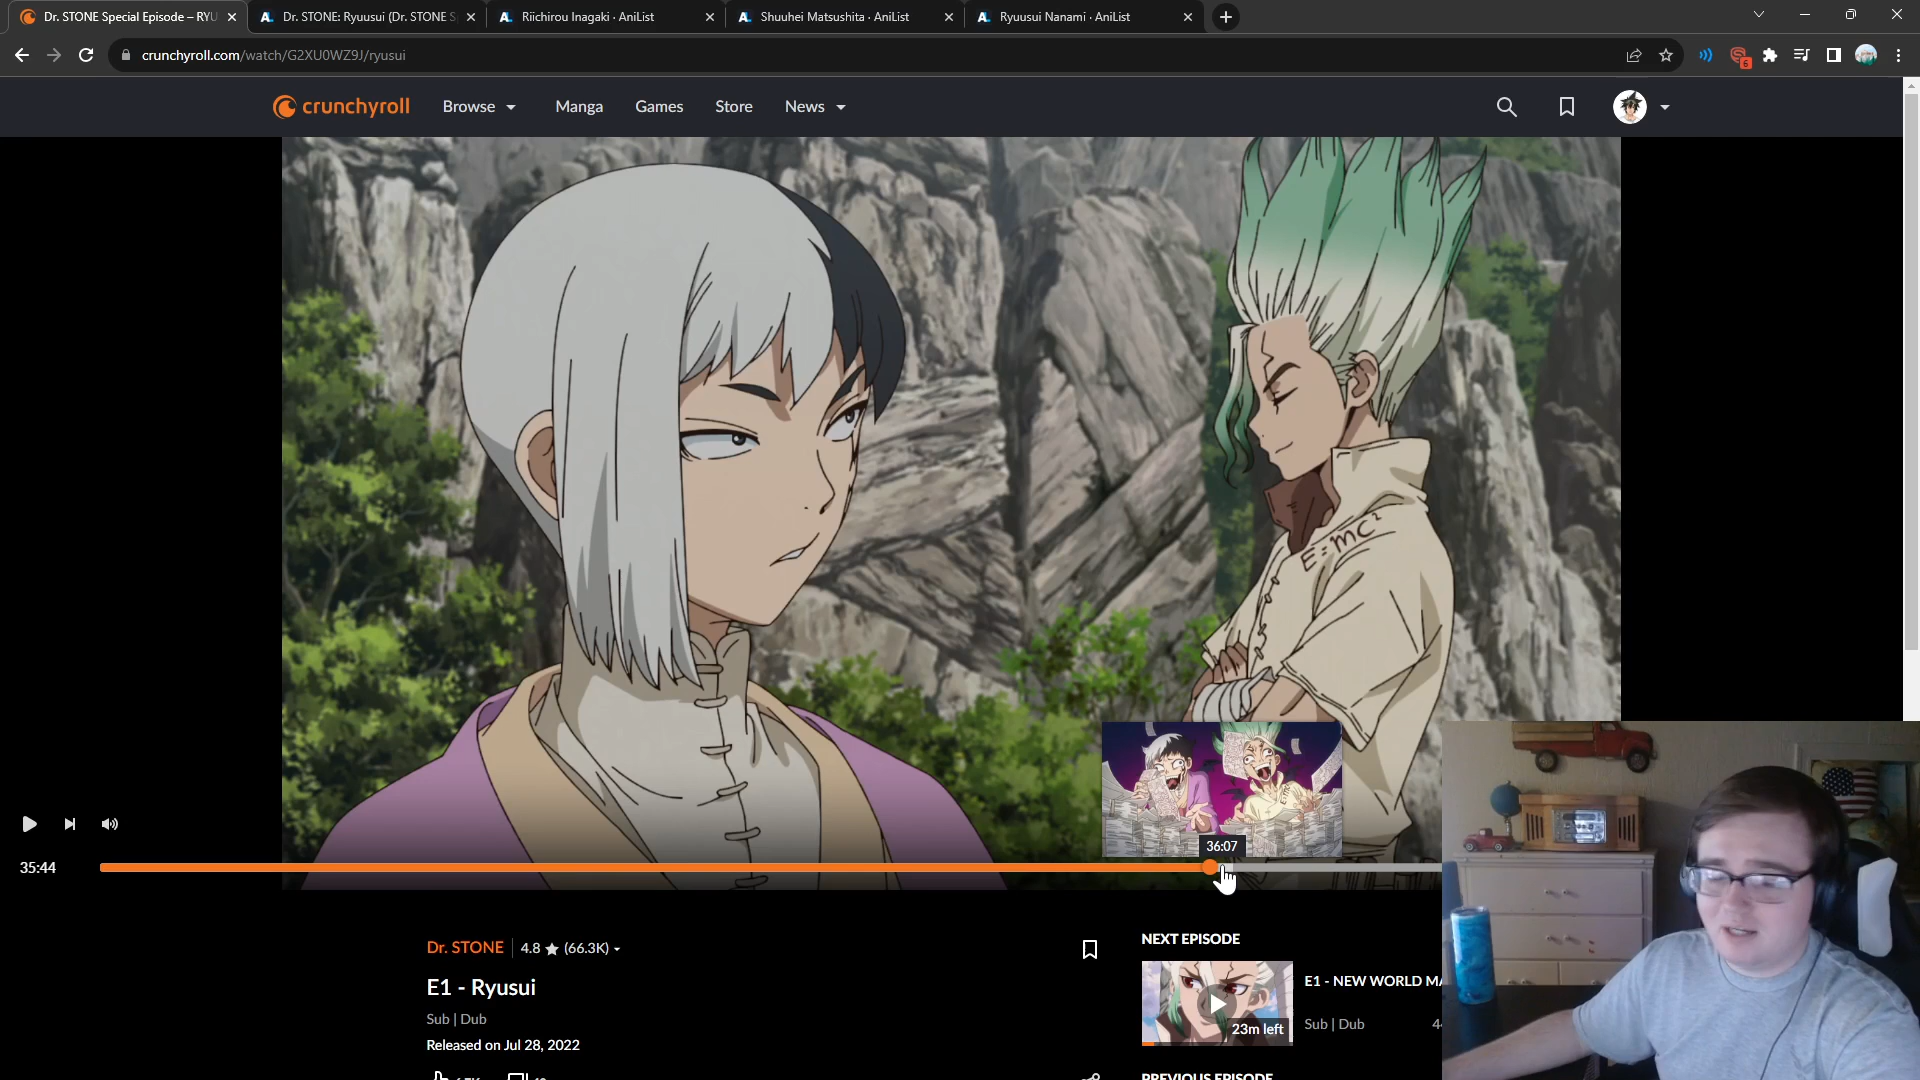 Dr. STONE Special Episode – RYU
Dr. STONE: Ryuusui (Dr. STONE S
Riichirou Inagaki · AniList
Shuuhei Matsushita · AniList
Ryuusui Nanami · AniList
crunchyroll.com/watch/G2XU0WZ9J/ryusui
6
crunchyroll
Browse
Manga
Games
Store
News
E=mc²
36:07
35:44
Dr. STONE
4.8 ★ (66.3K)
E1 - Ryusui
Sub | Dub
Released on Jul 28, 2022
NEXT EPISODE
23m left
E1 - NEW WORLD MA
Sub | Dub
PREVIOUS EPISODE